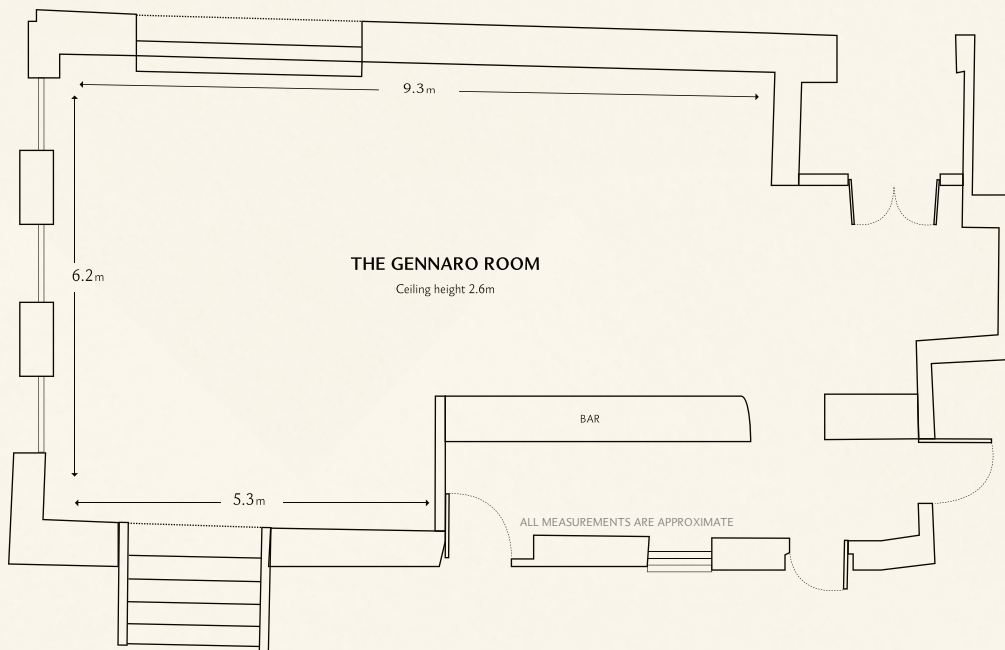 9.3m
6.2m
THE GENNARO ROOM
Ceiling height 2.6m
BAR
5.3m
ALL MEASUREMENTS ARE APPROXIMATE